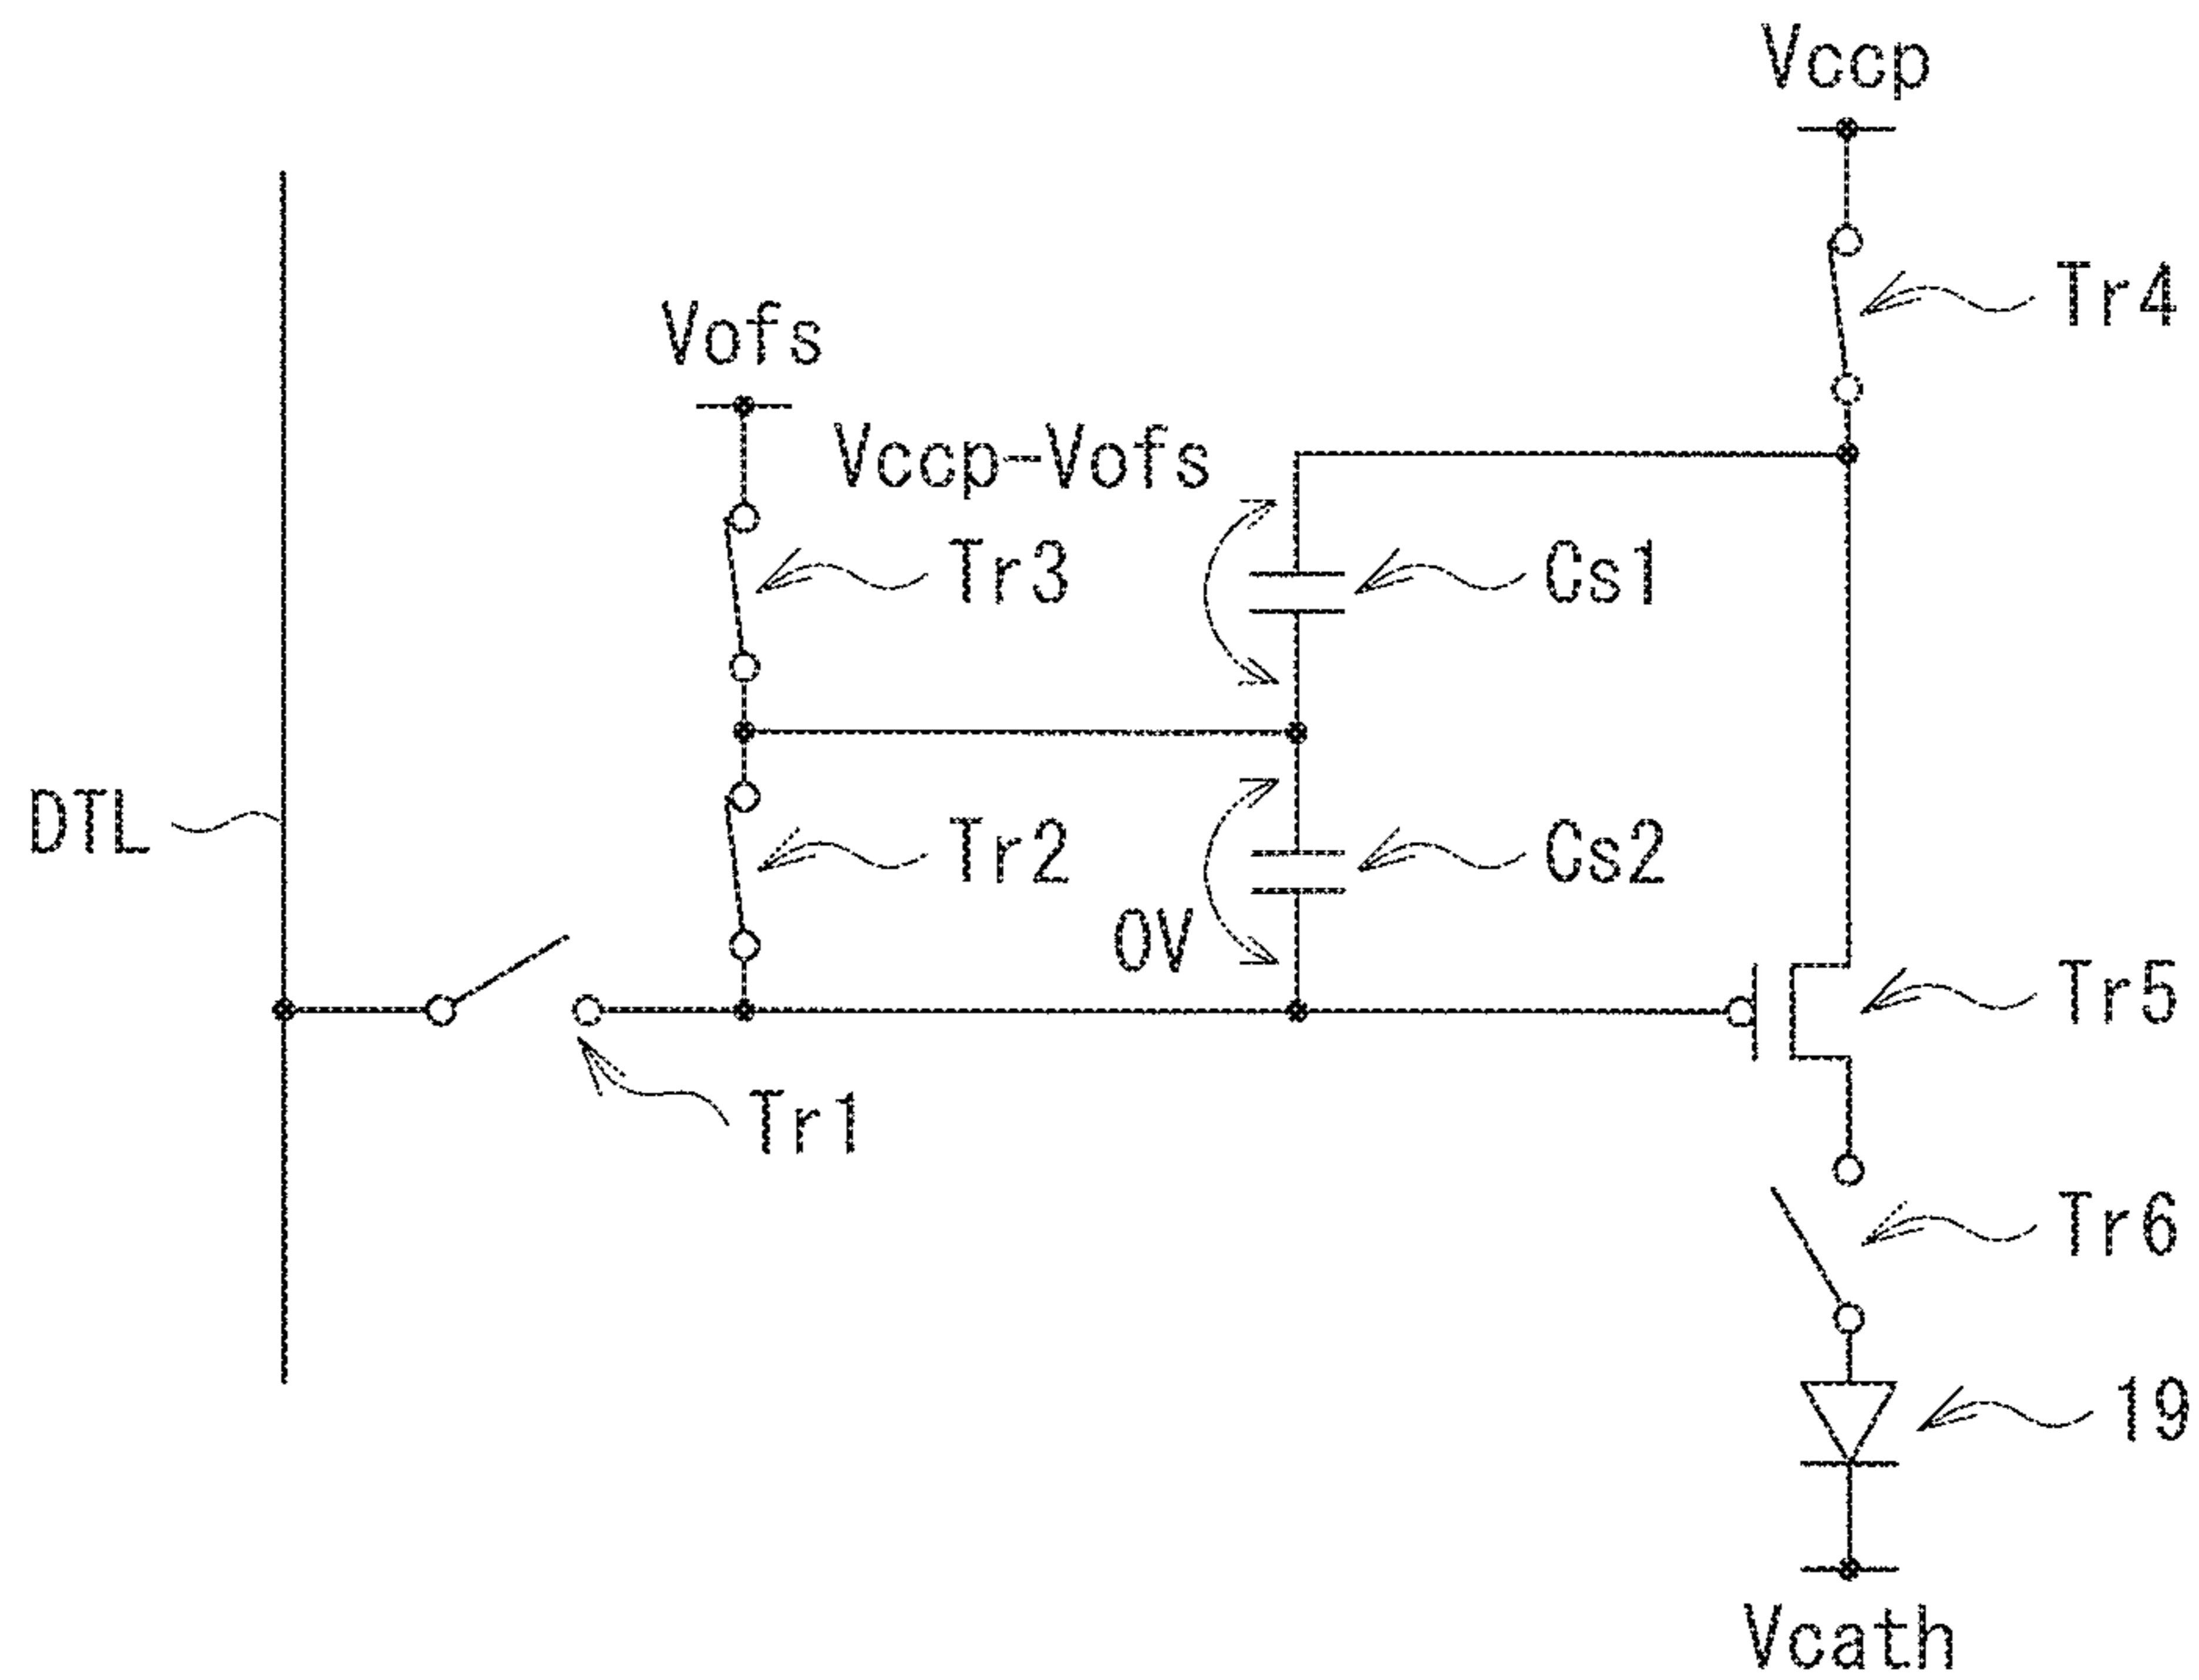 Vccp
Tr4
Vofs
Vccp-Vofs
Tr3
Cs1
DTL
Tr2
Cs2
0V
Tr5
Tr1
Tr6
19
Vcath